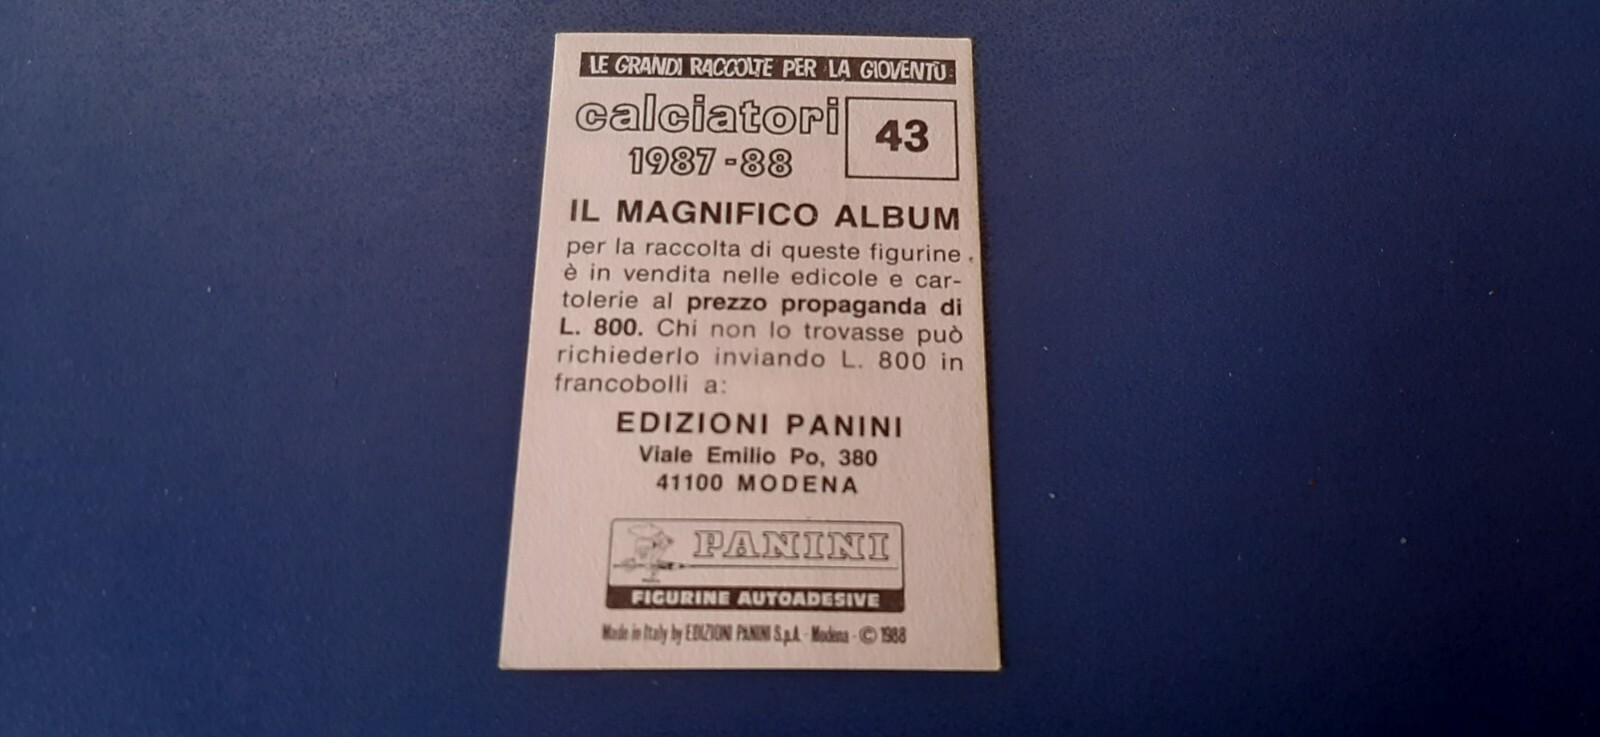 LE GRANDI RACCOLTE PER LA GIOVENTÙ
calciatori
1987-88
43
IL MAGNIFICO ALBUM
per la raccolta di queste figurine
è in vendita nelle edicole e car-
tolerie al prezzo propaganda di
L. 800. Chi non lo trovasse può
richiederlo inviando L. 800 in
francobolli a:
EDIZIONI PANINI
Viale Emilio Po, 380
41100 MODENA
PANINI
FIGURINE AUTOADESIVE
Made in Italy by EDIZIONI PANINI S.p.A. - Modena - © 1988